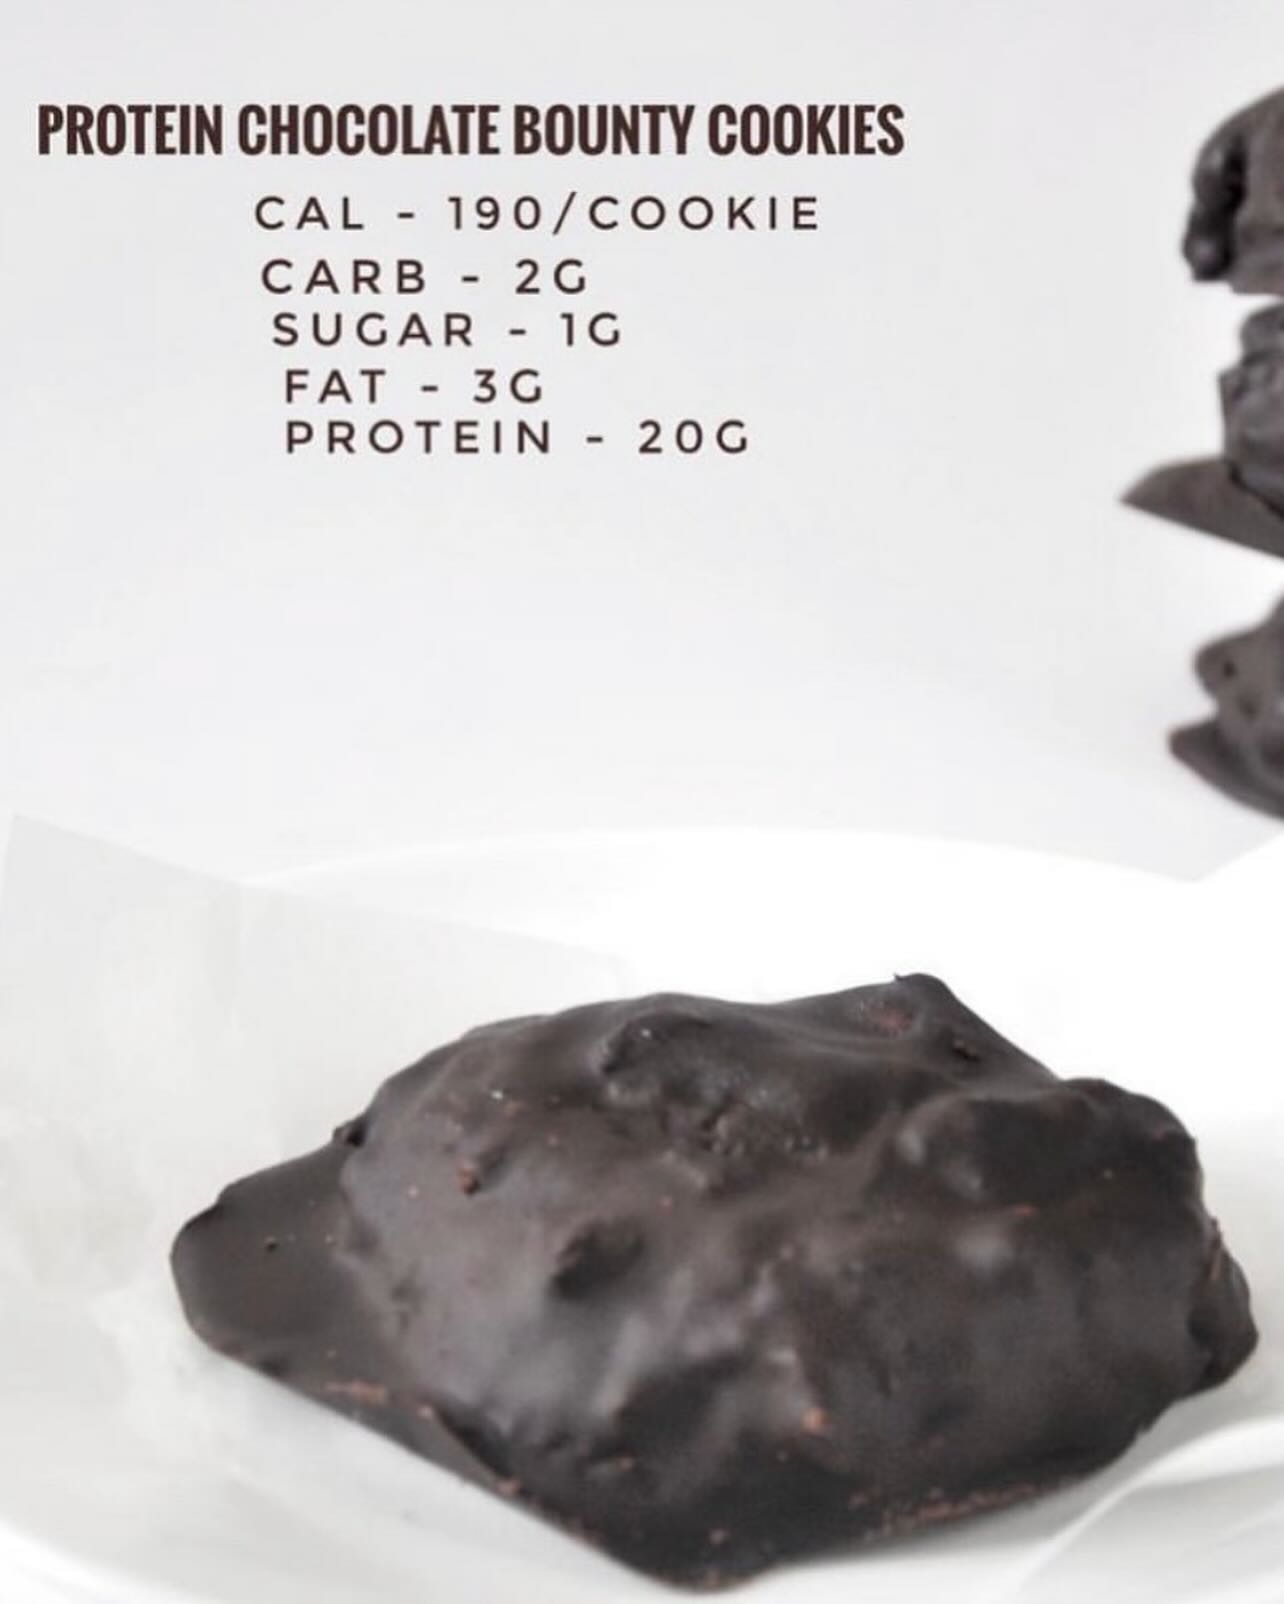 PROTEIN CHOCOLATE BOUNTY COOKIES
CAL - 190/COOKIE
CARB - 2G
SUGAR - 1G
FAT - 3G
PROTEIN - 20G